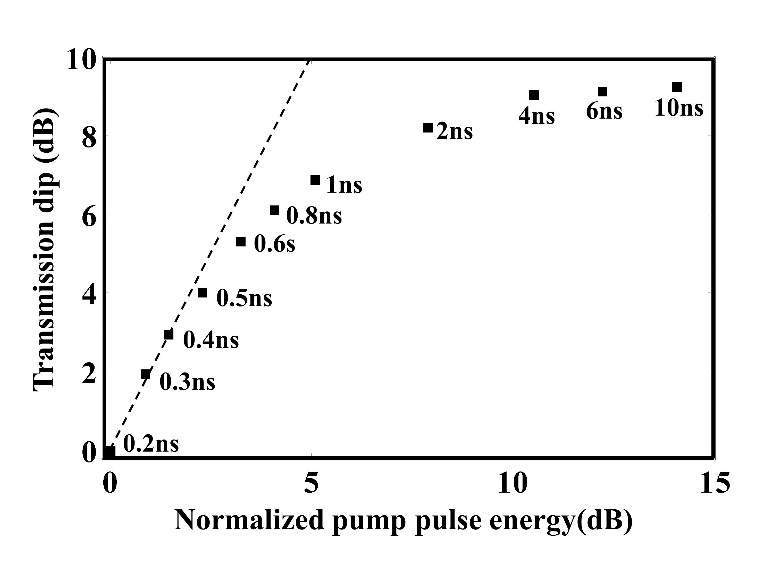 10
8
6
4
2
0
Transmission dip (dB)
0.2ns
0.3ns
0.4ns
0.5ns
0.6s
0.8ns
1ns
2ns
4ns
6ns
10ns
0 5 10 15
Normalized pump pulse energy(dB)